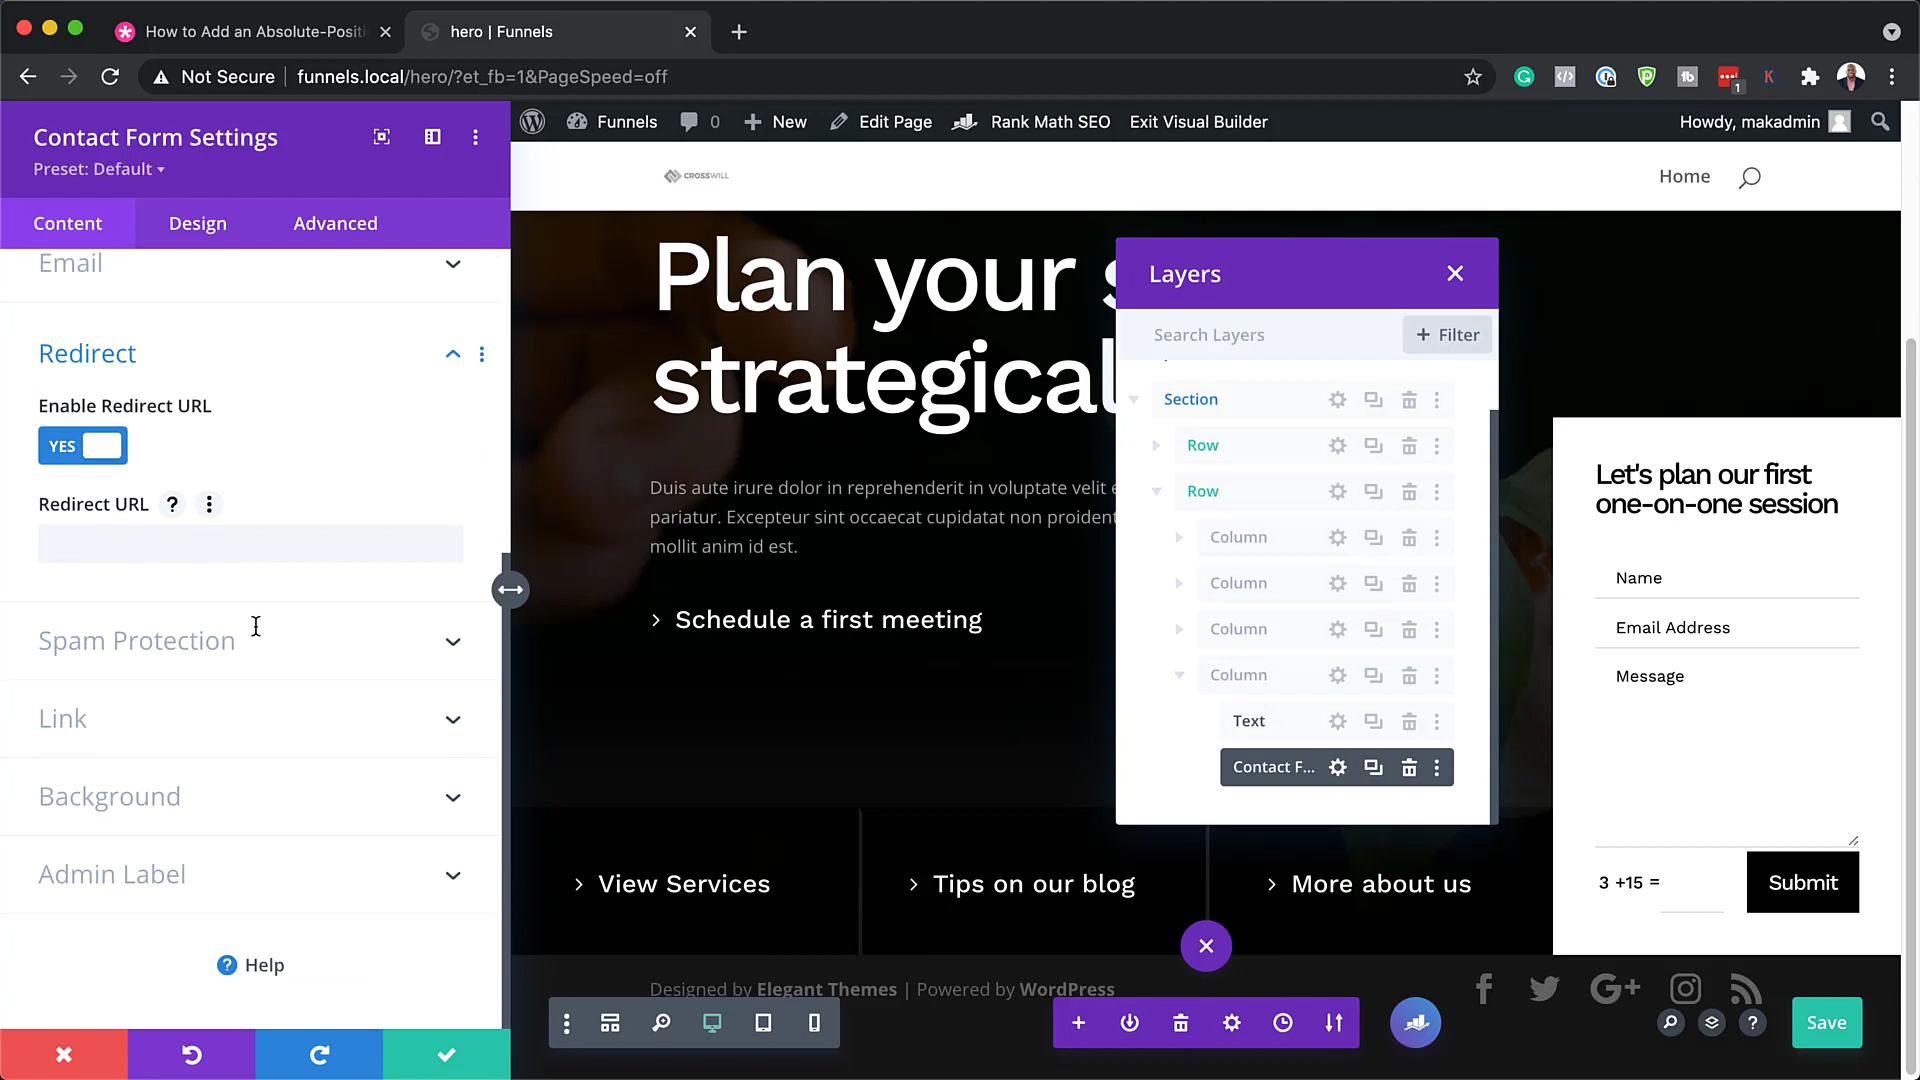 How to Add an Absolute-Positi
hero | Funnels
Not Secure
funnels.local/hero/?et_fb=1&PageSpeed=off
1
Contact Form Settings
Preset: Default
Content
Design
Advanced
Email
Redirect
Enable Redirect URL
YES
Redirect URL
?
Spam Protection
Link
Background
Admin Label
? Help
Funnels
0
New
Edit Page
Rank Math SEO
Exit Visual Builder
Howdy, makadmin
CROSSWILL
Home
Plan your s
strategical
Duis aute irure dolor in reprehenderit in voluptate velit e
pariatur. Excepteur sint occaecat cupidatat non proident
mollit anim id est.
Schedule a first meeting
Layers
Search Layers
+ Filter
Section
Row
Row
Column
Column
Column
Column
Text
Contact F...
Let's plan our first
one-on-one session
Name
Email Address
Message
3 +15 =
Submit
View Services
Tips on our blog
More about us
Designed by Elegant Themes | Powered by WordPress
?
Save